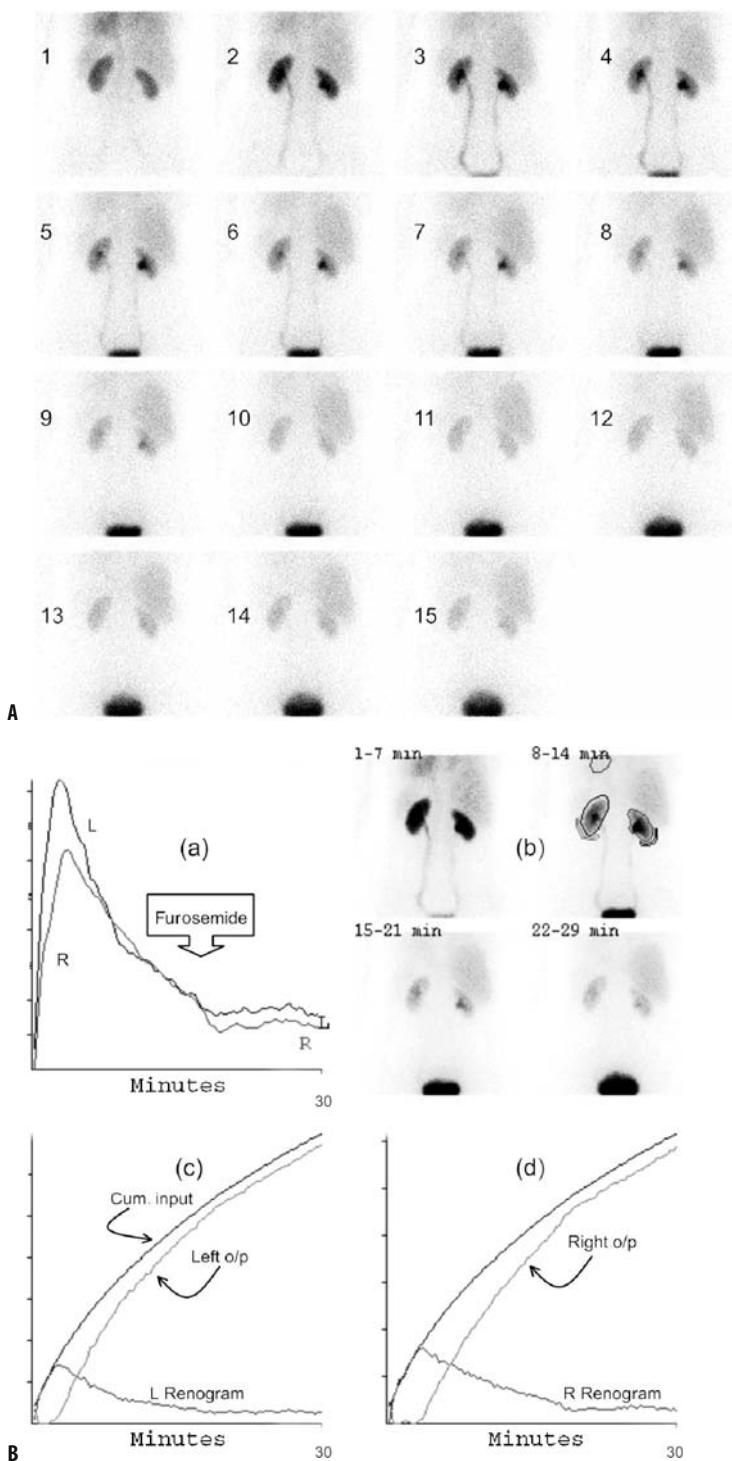 1 2 3 4
5 6 7 8
9 10 11 12
13 14 15
A
1-7 min 8-14 min
(a) (b)
L
Furosemide
R
15-21 min 22-29 min
L
R
Minutes
30
(c) (d)
Cum. input
Left o/p
Right o/p
L Renogram
R Renogram
Minutes Minutes
30 30
B